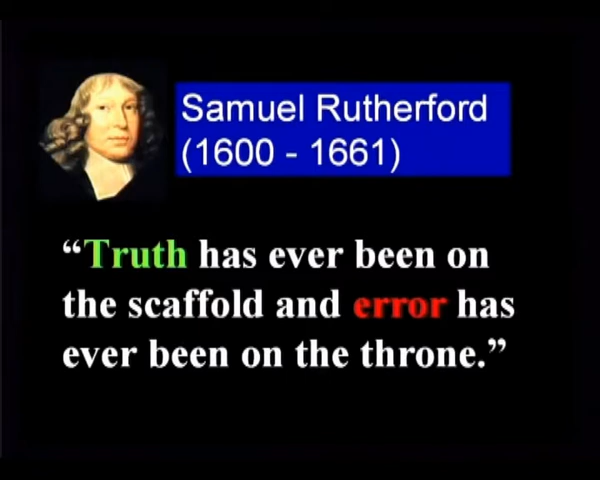 Samuel Rutherford
(1600 - 1661)
“Truth has ever been on
the scaffold and error has
ever been on the throne.”